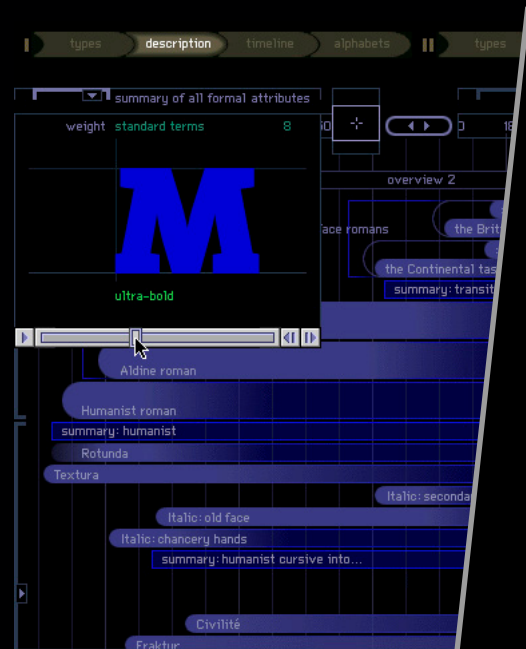 types description timeline alphabets types
summary of all formal attributes
weight standard terms 8
M
ultra-bold
overview 2
face romans
the Brit
the Continental tas
summary: transit
Aldine roman
Humanist roman
summary: humanist
Rotunda
Textura
Italic: seconda
Italic: old face
Italic: chancery hands
summary: humanist cursive into...
Civilité
Fraktur